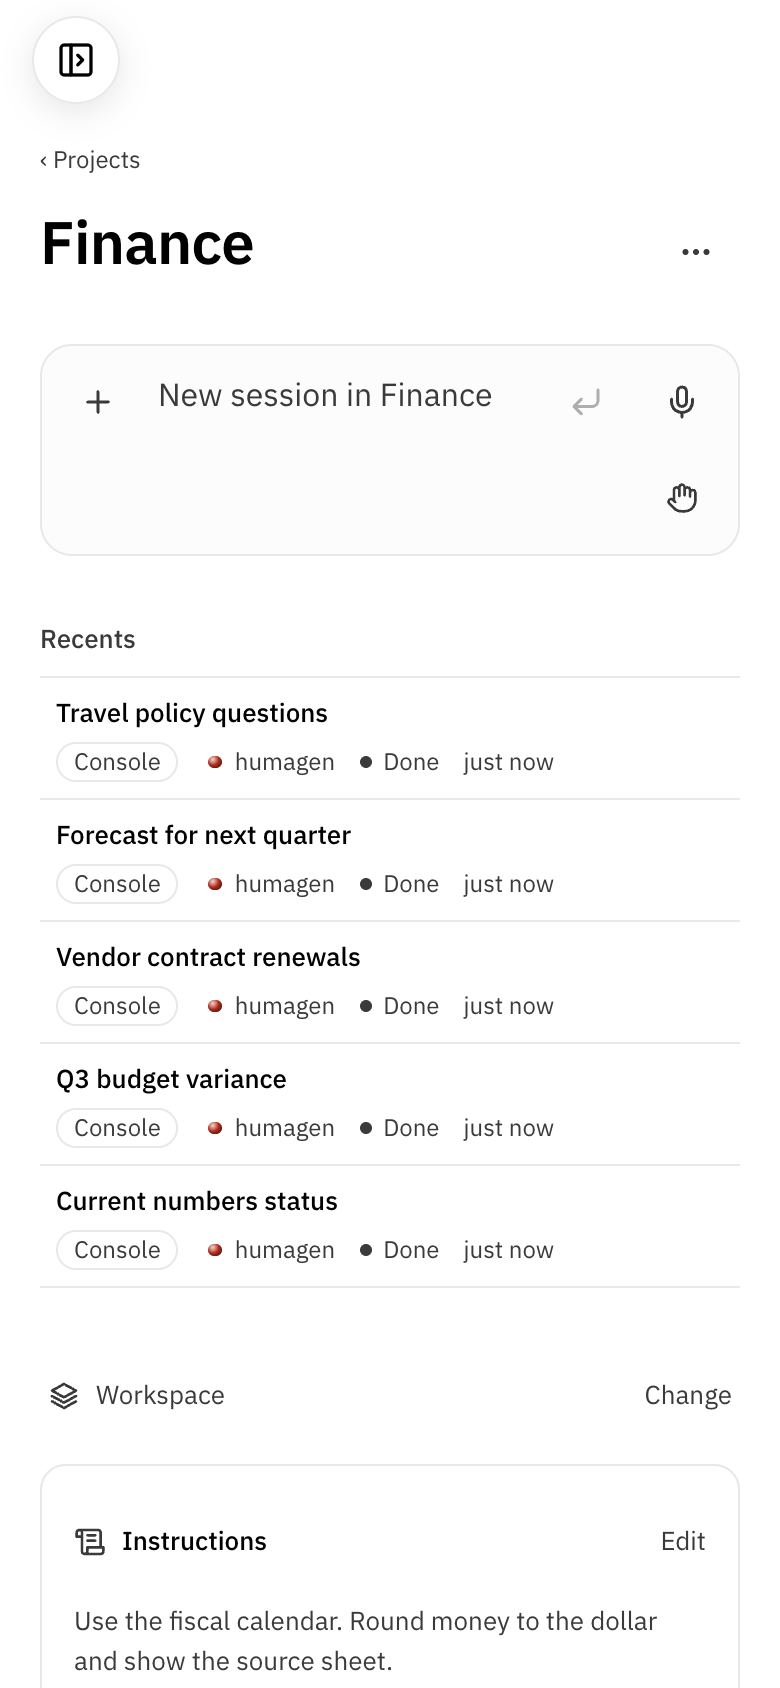 ‹ Projects
Finance
New session in Finance
Recents
Travel policy questions
Console humagen Done just now
Forecast for next quarter
Console humagen Done just now
Vendor contract renewals
Console humagen Done just now
Q3 budget variance
Console humagen Done just now
Current numbers status
Console humagen Done just now
Workspace Change
Instructions Edit
Use the fiscal calendar. Round money to the dollar
and show the source sheet.